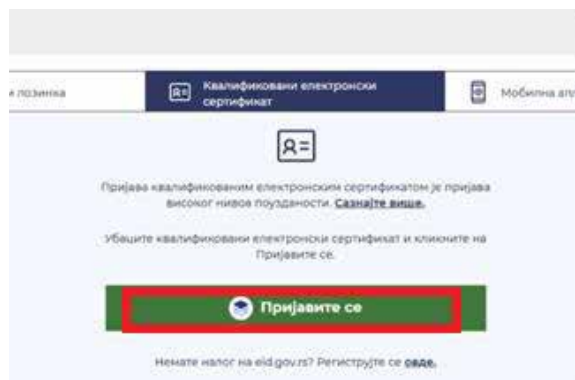 и лозинка
Квалификовани електронски
сертификат
Мобилна апл
Пријава квалификованим електронским сертификатом је пријава
високог нивоа поузданости. Сазнајте више.
Убаците квалификовани електронски сертификат и кликните на
Пријавите се.
Пријавите се
Немате налог на eid.gov.rs? Региструјте се овде.